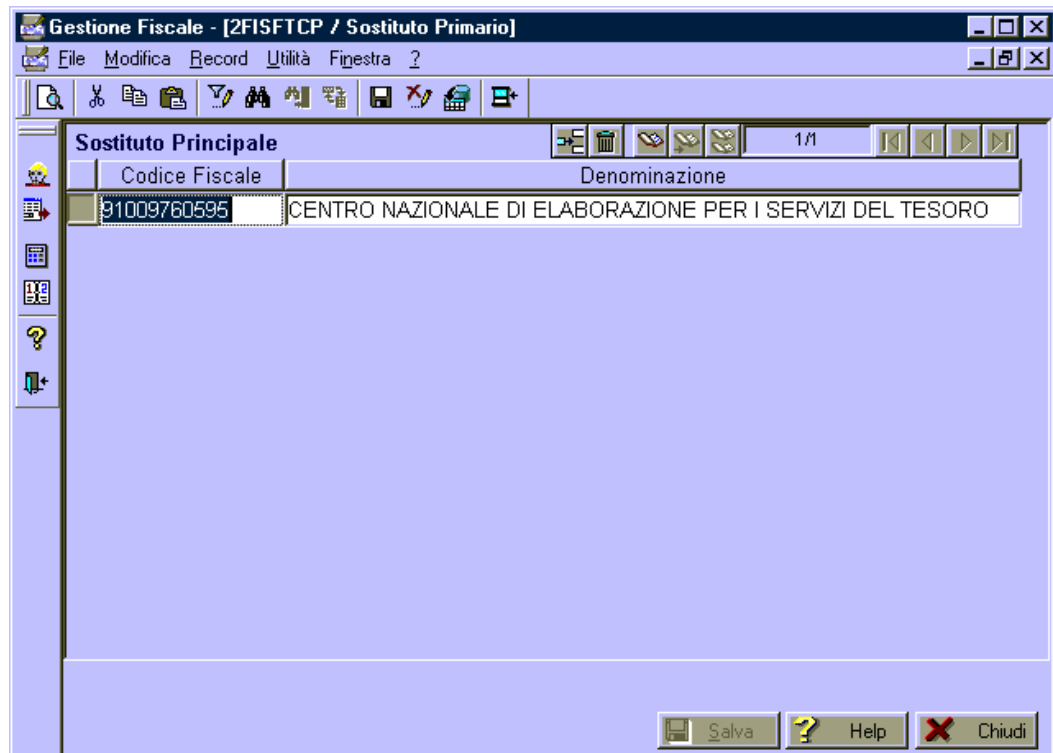 Gestione Fiscale - [2FISFTCP / Sostituto Primario]
File Modifica Record Utilità Finestra ?
Sostituto Principale 1/1
Codice Fiscale Denominazione
91009760595 CENTRO NAZIONALE DI ELABORAZIONE PER I SERVIZI DEL TESORO
Salva Help Chiudi